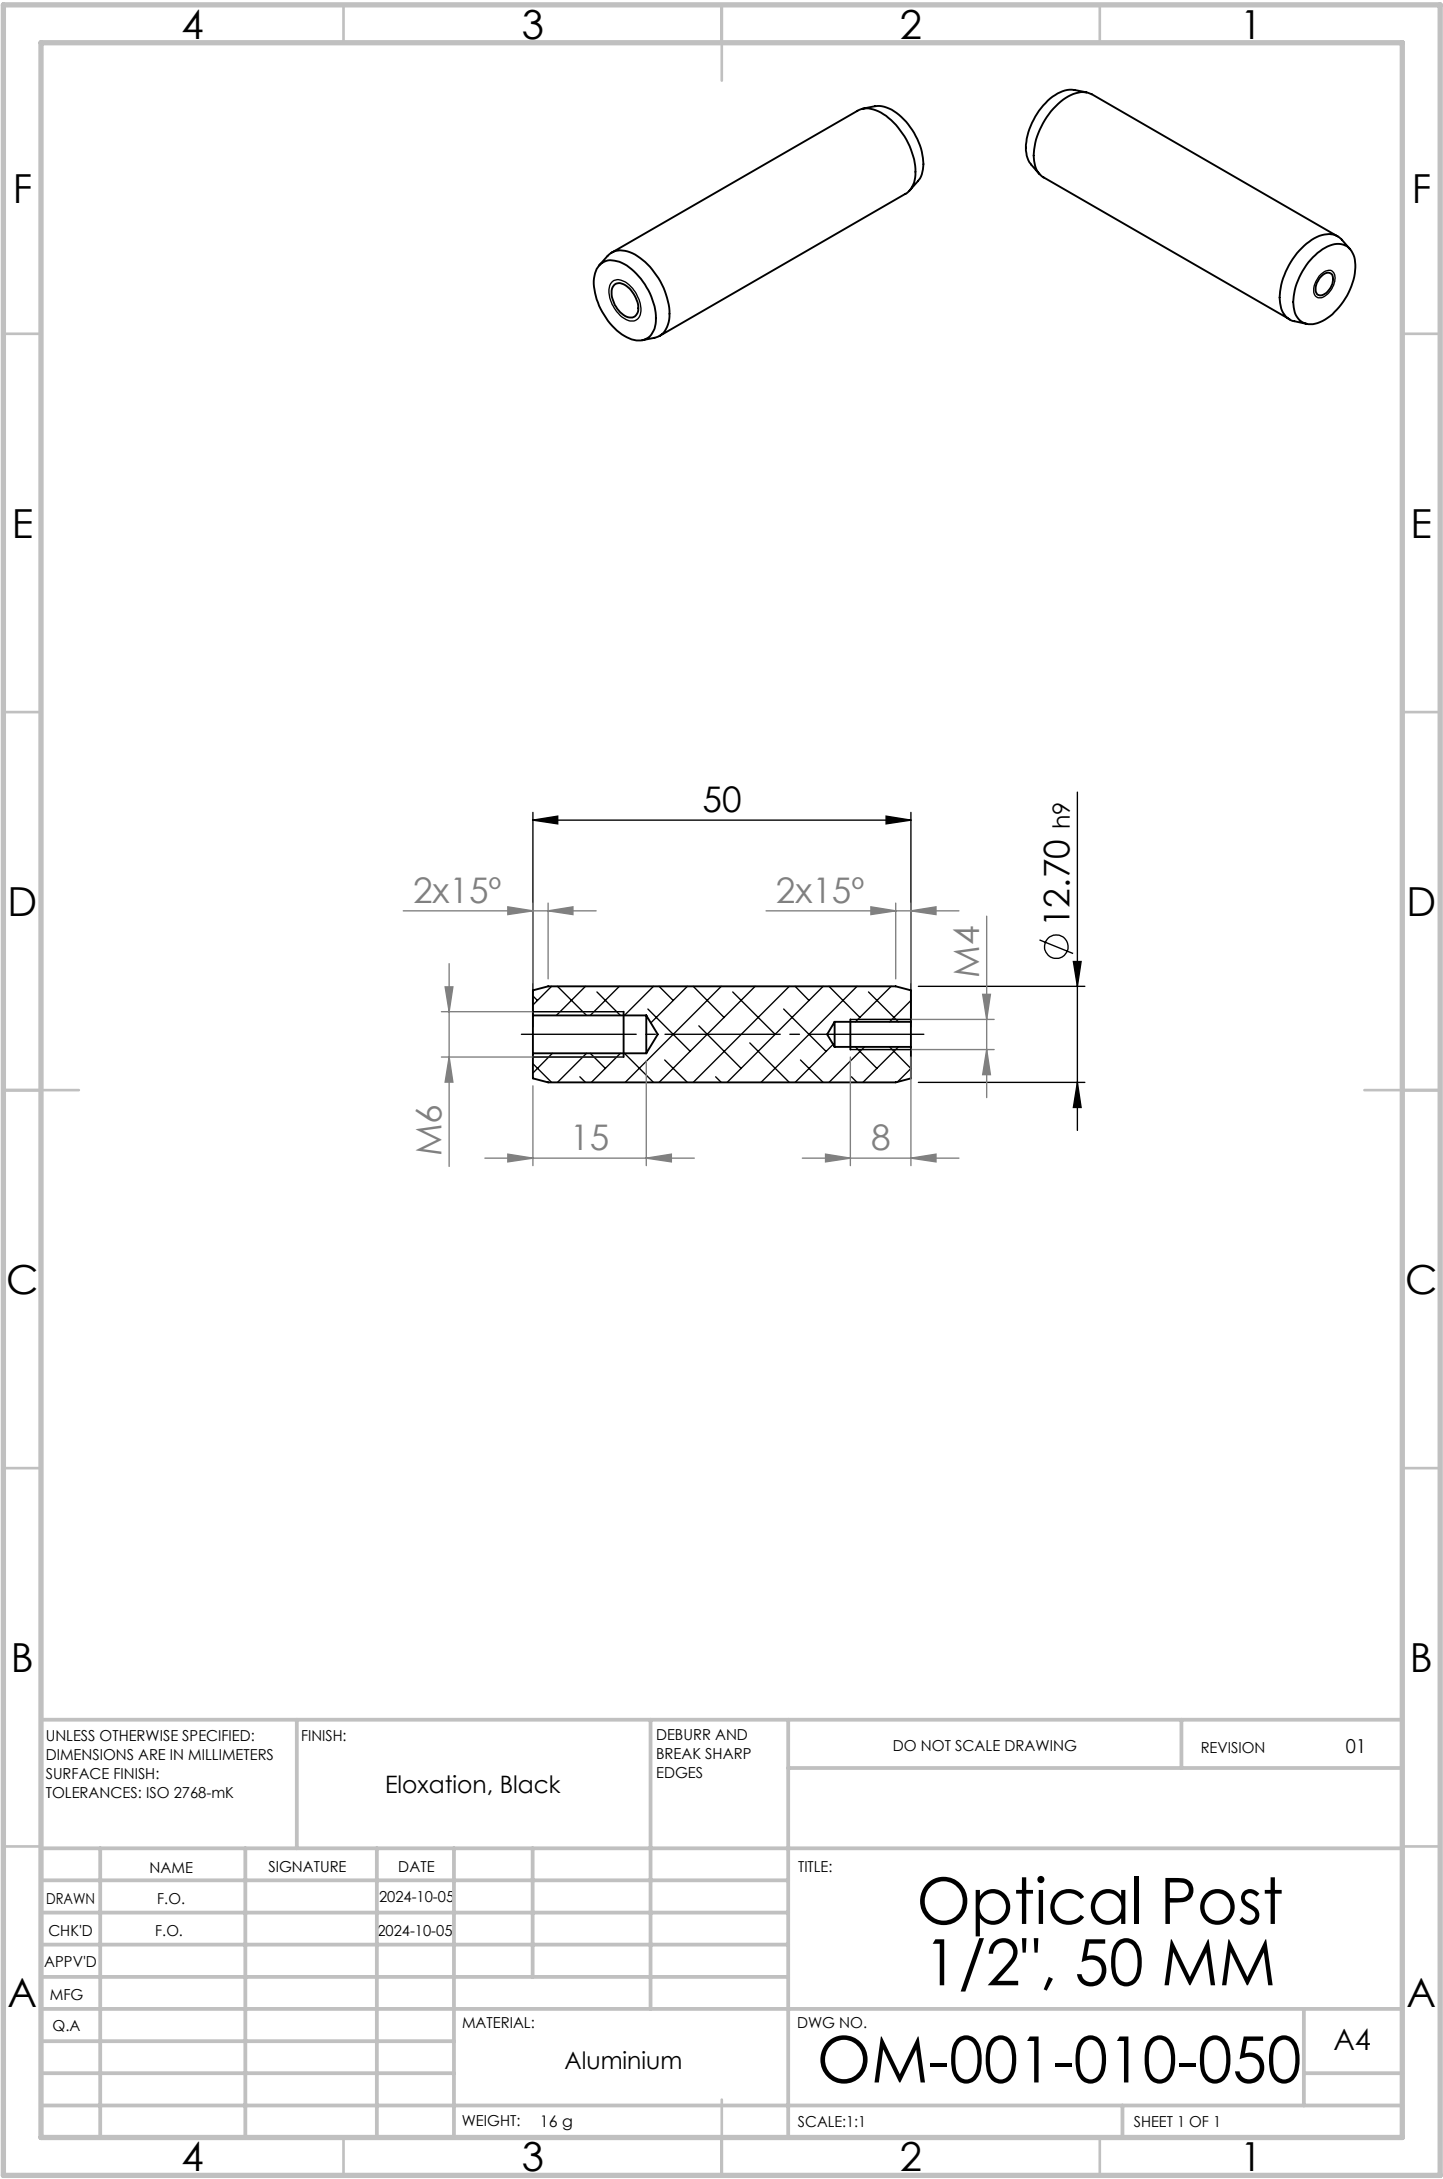 4 3 2 1
F F
E E
50
2x15° 2x15°
Ø 12.70 h9
D D
M4
M6
15 8
C C
B B
UNLESS OTHERWISE SPECIFIED:
DIMENSIONS ARE IN MILLIMETERS
SURFACE FINISH:
TOLERANCES: ISO 2768-mK
FINISH:
Eloxation, Black
DEBURR AND
BREAK SHARP
EDGES
DO NOT SCALE DRAWING
REVISION 01
NAME SIGNATURE DATE
DRAWN F.O. 2024-10-05
CHK'D F.O. 2024-10-05
APPV'D
MFG
Q.A
TITLE:
Optical Post
1/2", 50 MM
A A
MATERIAL:
Aluminium
DWG NO.
OM-001-010-050
A4
WEIGHT: 16 g
SCALE:1:1
SHEET 1 OF 1
4 3 2 1